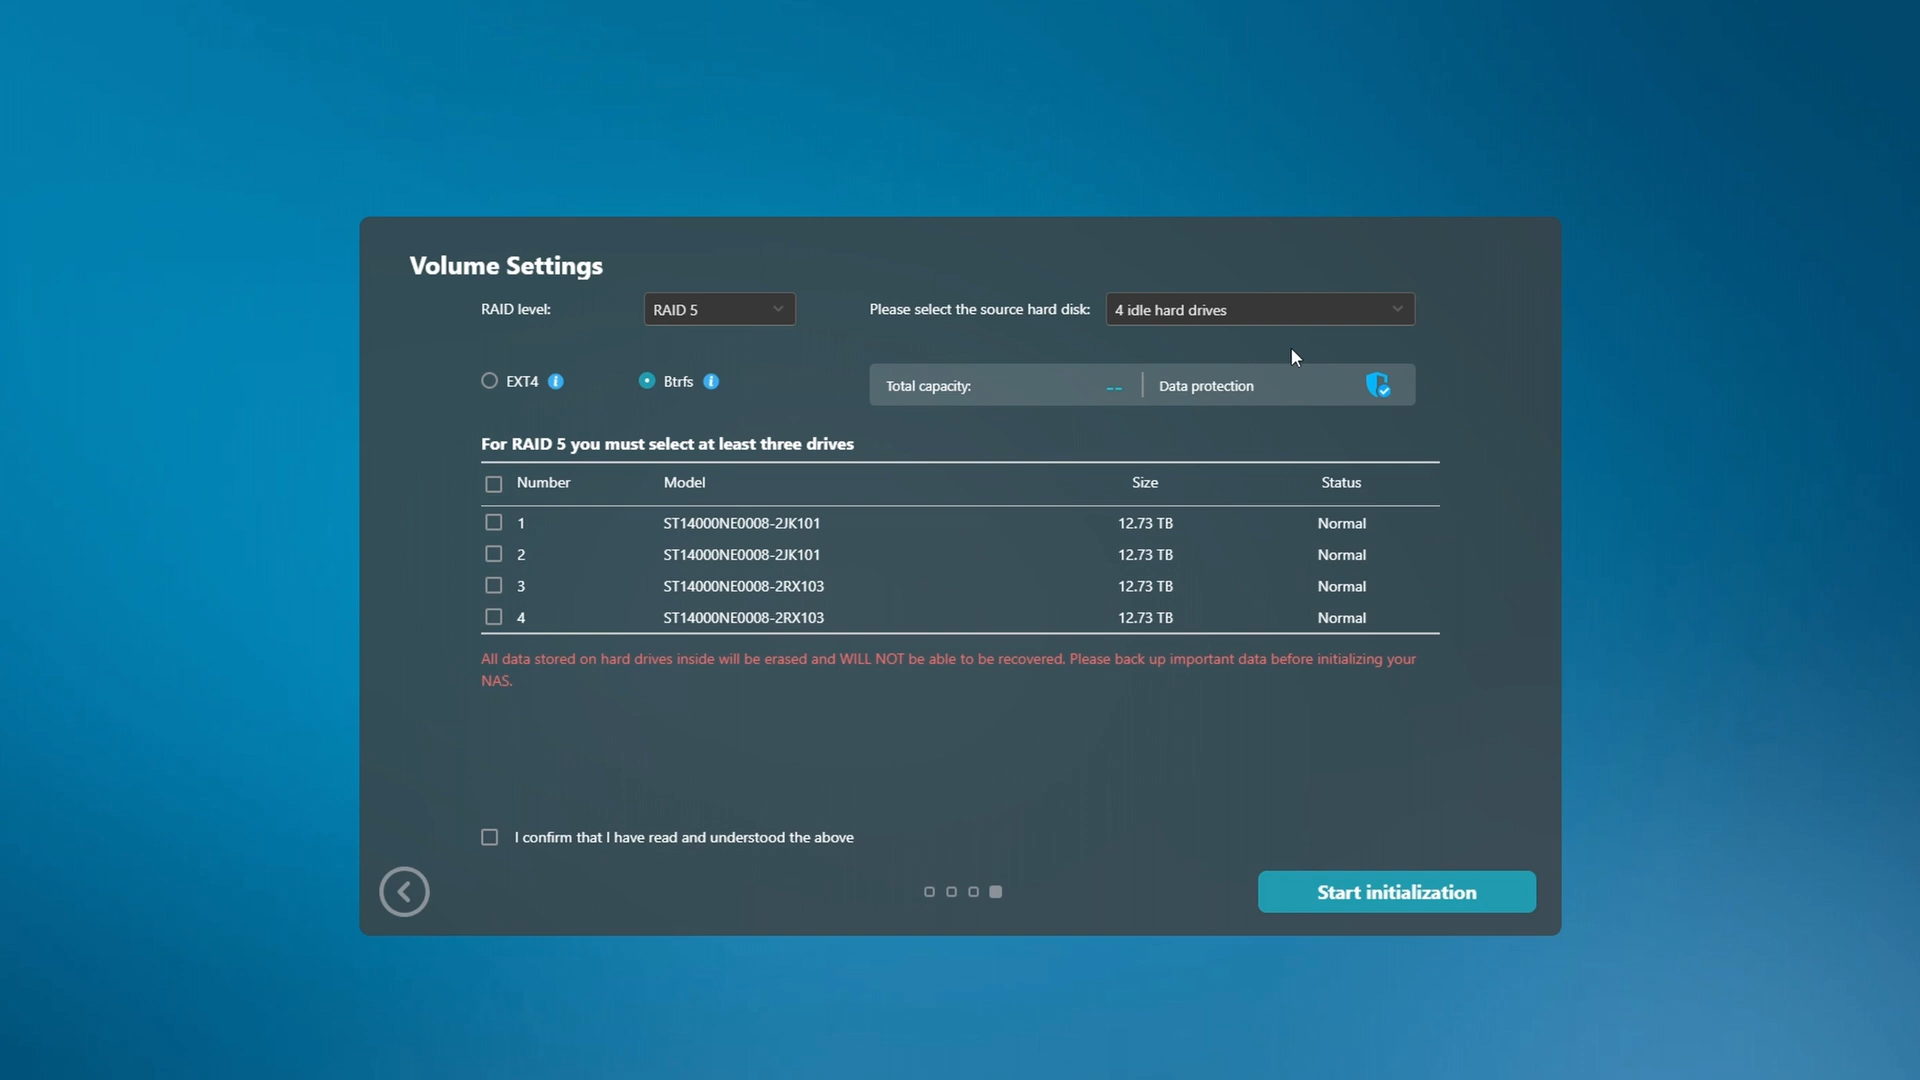 Volume Settings
RAID level: RAID 5 Please select the source hard disk: 4 idle hard drives
EXT4 Btrfs Total capacity: -- Data protection
For RAID 5 you must select at least three drives
Number Model Size Status
1 ST14000NE0008-2JK101 12.73 TB Normal
2 ST14000NE0008-2JK101 12.73 TB Normal
3 ST14000NE0008-2RX103 12.73 TB Normal
4 ST14000NE0008-2RX103 12.73 TB Normal
All data stored on hard drives inside will be erased and WILL NOT be able to be recovered. Please back up important data before initializing your
NAS.
I confirm that I have read and understood the above
Start initialization